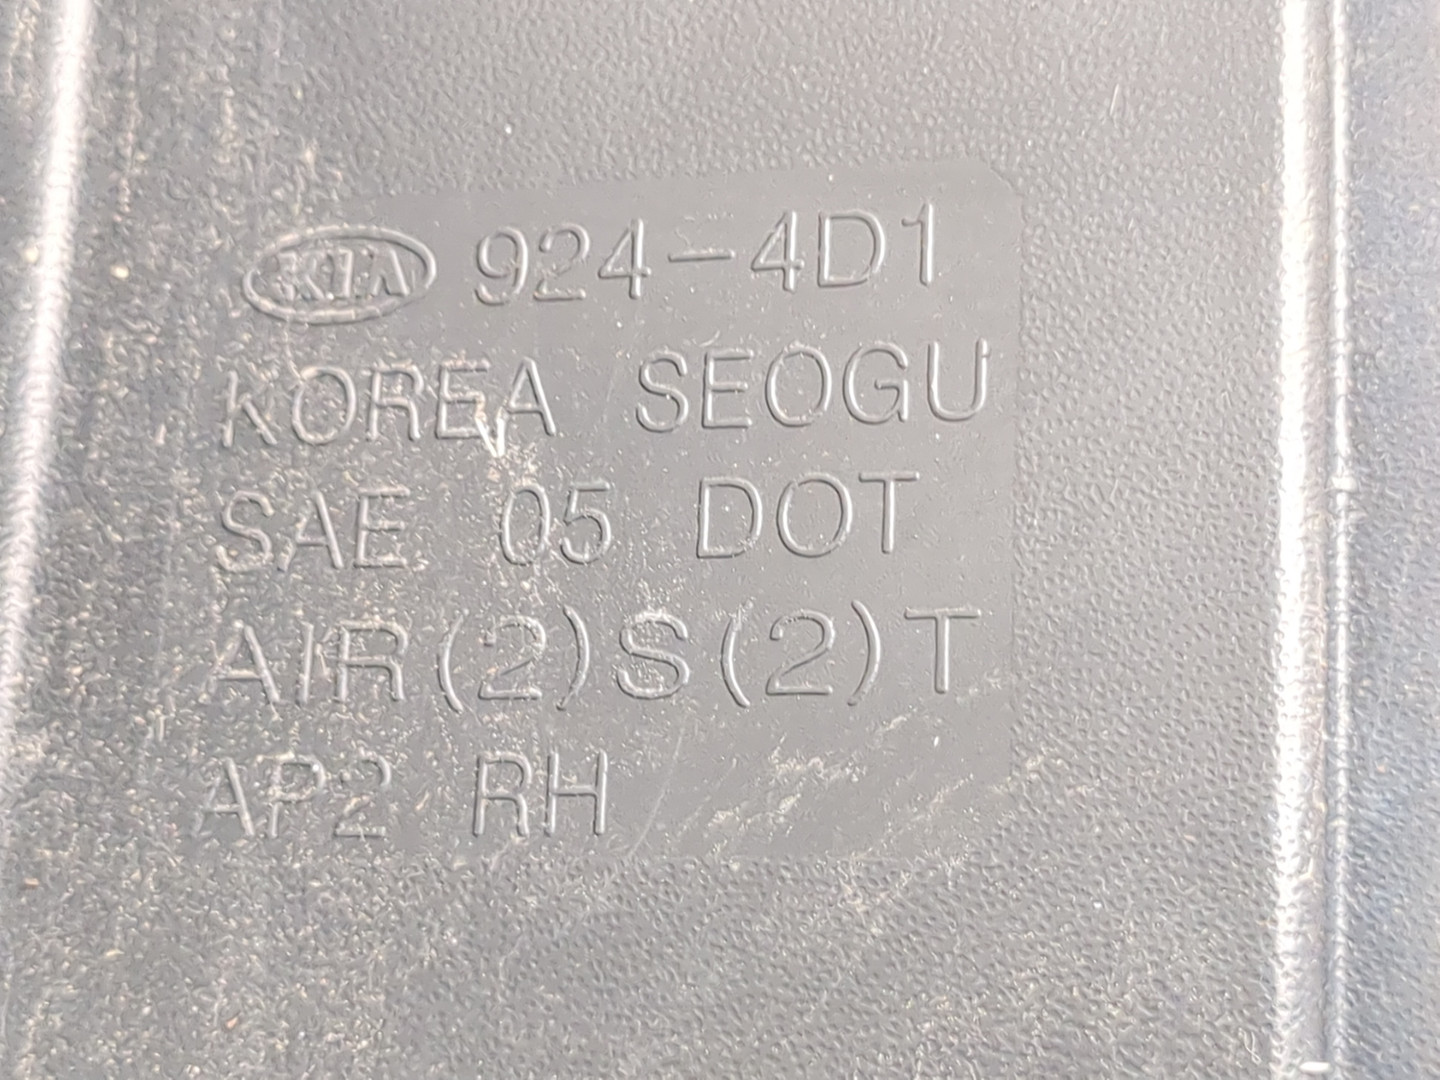 KIA 924-4D1
KOREA SEOGU
SAE 05 DOT
AIR(2)S(2)T
AP2 RH